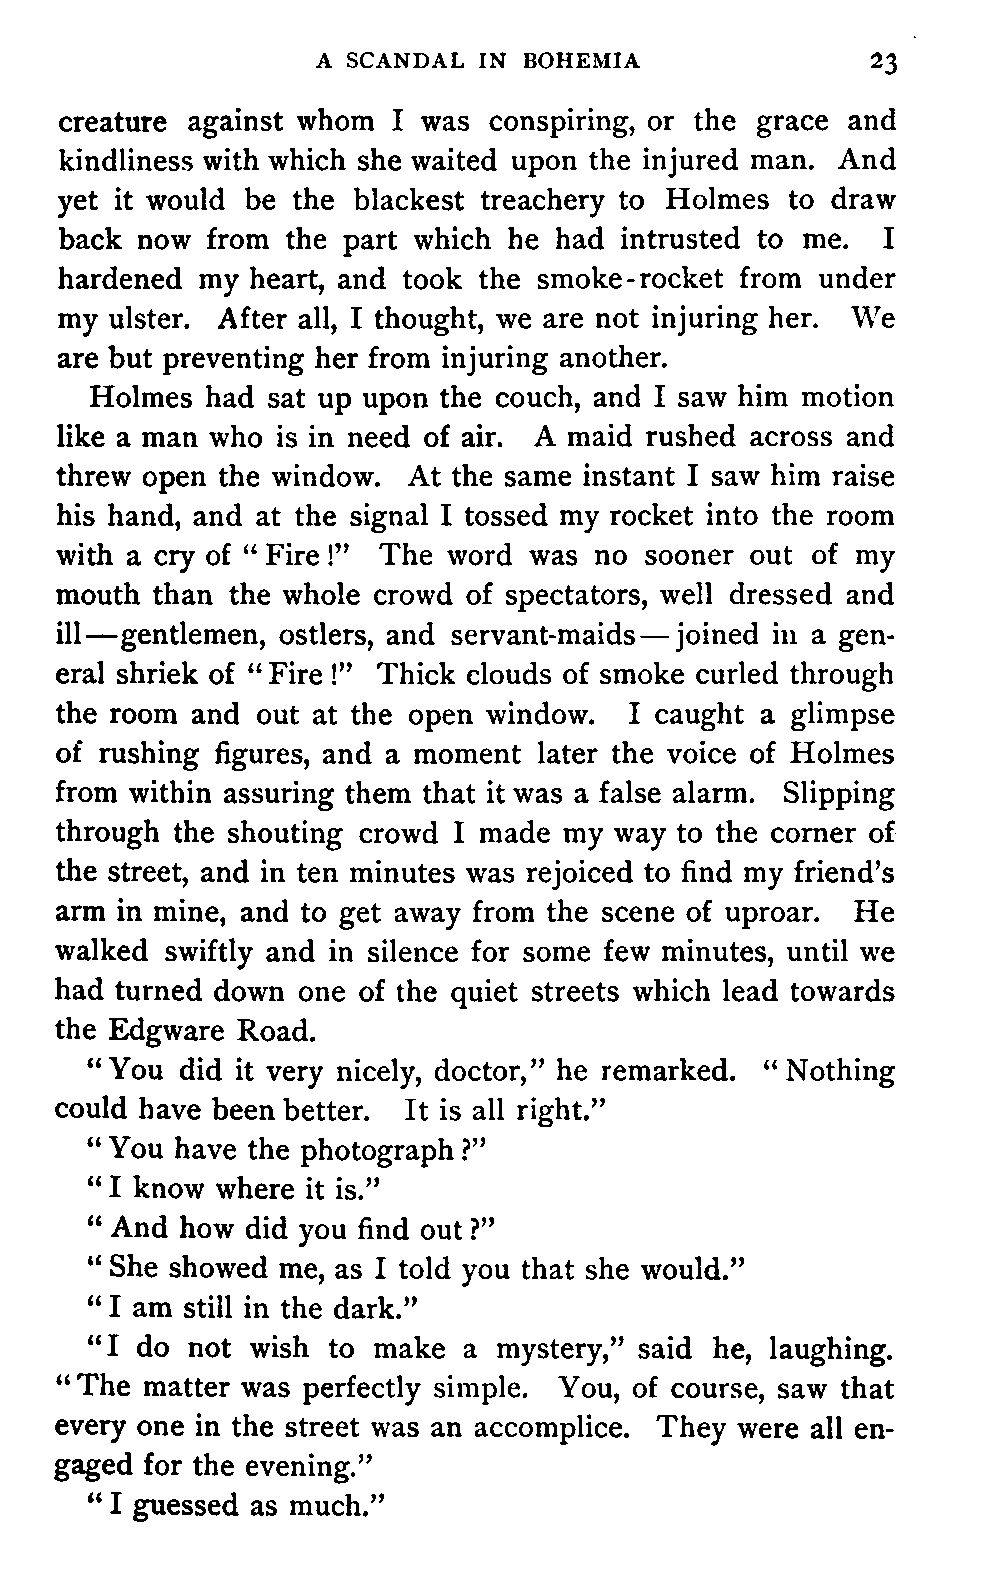 A SCANDAL IN BOHEMIA 23
creature against whom I was conspiring, or the grace and
kindliness with which she waited upon the injured man. And
yet it would be the blackest treachery to Holmes to draw
back now from the part which he had intrusted to me. I
hardened my heart, and took the smoke-rocket from under
my ulster. After all, I thought, we are not injuring her. We
are but preventing her from injuring another.
Holmes had sat up upon the couch, and I saw him motion
like a man who is in need of air. A maid rushed across and
threw open the window. At the same instant I saw him raise
his hand, and at the signal I tossed my rocket into the room
with a cry of “Fire!” The word was no sooner out of my
mouth than the whole crowd of spectators, well dressed and
ill—gentlemen, ostlers, and servant-maids—joined in a gen-
eral shriek of “Fire!” Thick clouds of smoke curled through
the room and out at the open window. I caught a glimpse
of rushing figures, and a moment later the voice of Holmes
from within assuring them that it was a false alarm. Slipping
through the shouting crowd I made my way to the corner of
the street, and in ten minutes was rejoiced to find my friend’s
arm in mine, and to get away from the scene of uproar. He
walked swiftly and in silence for some few minutes, until we
had turned down one of the quiet streets which lead towards
the Edgware Road.
“You did it very nicely, doctor,” he remarked. “Nothing
could have been better. It is all right.”
“You have the photograph?”
“I know where it is.”
“And how did you find out?”
“She showed me, as I told you that she would.”
“I am still in the dark.”
“I do not wish to make a mystery,” said he, laughing.
“The matter was perfectly simple. You, of course, saw that
every one in the street was an accomplice. They were all en-
gaged for the evening.”
“I guessed as much.”